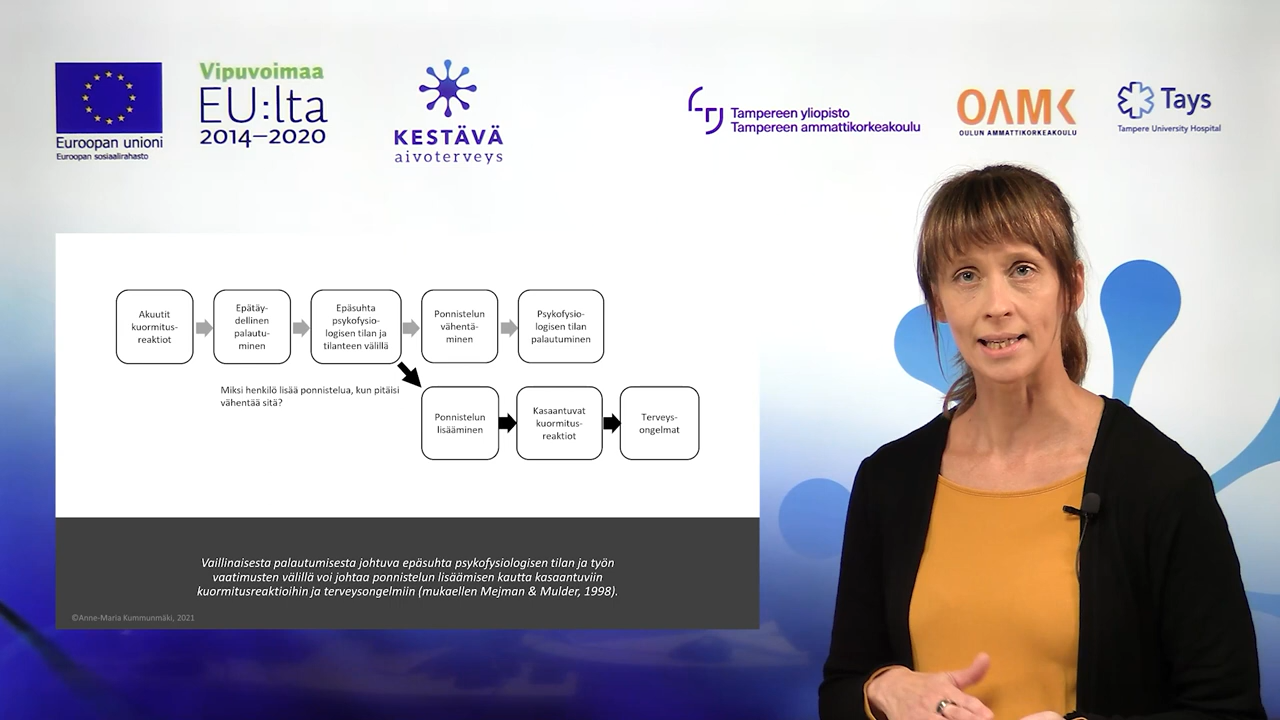 Euroopan unioni
Euroopan sosiaalirahasto
Vipuvoimaa
EU:lta
2014–2020
KESTÄVÄ
aivoterveys
Tampereen yliopisto
Tampereen ammattikorkeakoulu
OAMK
OULUN AMMATTIKORKEAKOULU
Tays
Tampere University Hospital
Akuutit
kuormitus-
reaktiot
Epätäy-
dellinen
palautu-
minen
Epäsuhta
psykofysio-
logisen tilan ja
tilanteen välillä
Ponnistelun
vähentä-
minen
Psykofysio-
logisen tilan
palautuminen
Miksi henkilö lisää ponnistelua, kun pitäisi
vähentää sitä?
Ponnistelun
lisääminen
Kasaantuvat
kuormitus-
reaktiot
Terveys-
ongelmat
Vaillinaisesta palautumisesta johtuva epäsuhta psykofysiologisen tilan ja työn
vaatimusten välillä voi johtaa ponnistelun lisäämisen kautta kasaantuviin
kuormitusreaktioihin ja terveysongelmiin (mukaellen Mejman & Mulder, 1998).
©Anne-Maria Kummunmäki, 2021